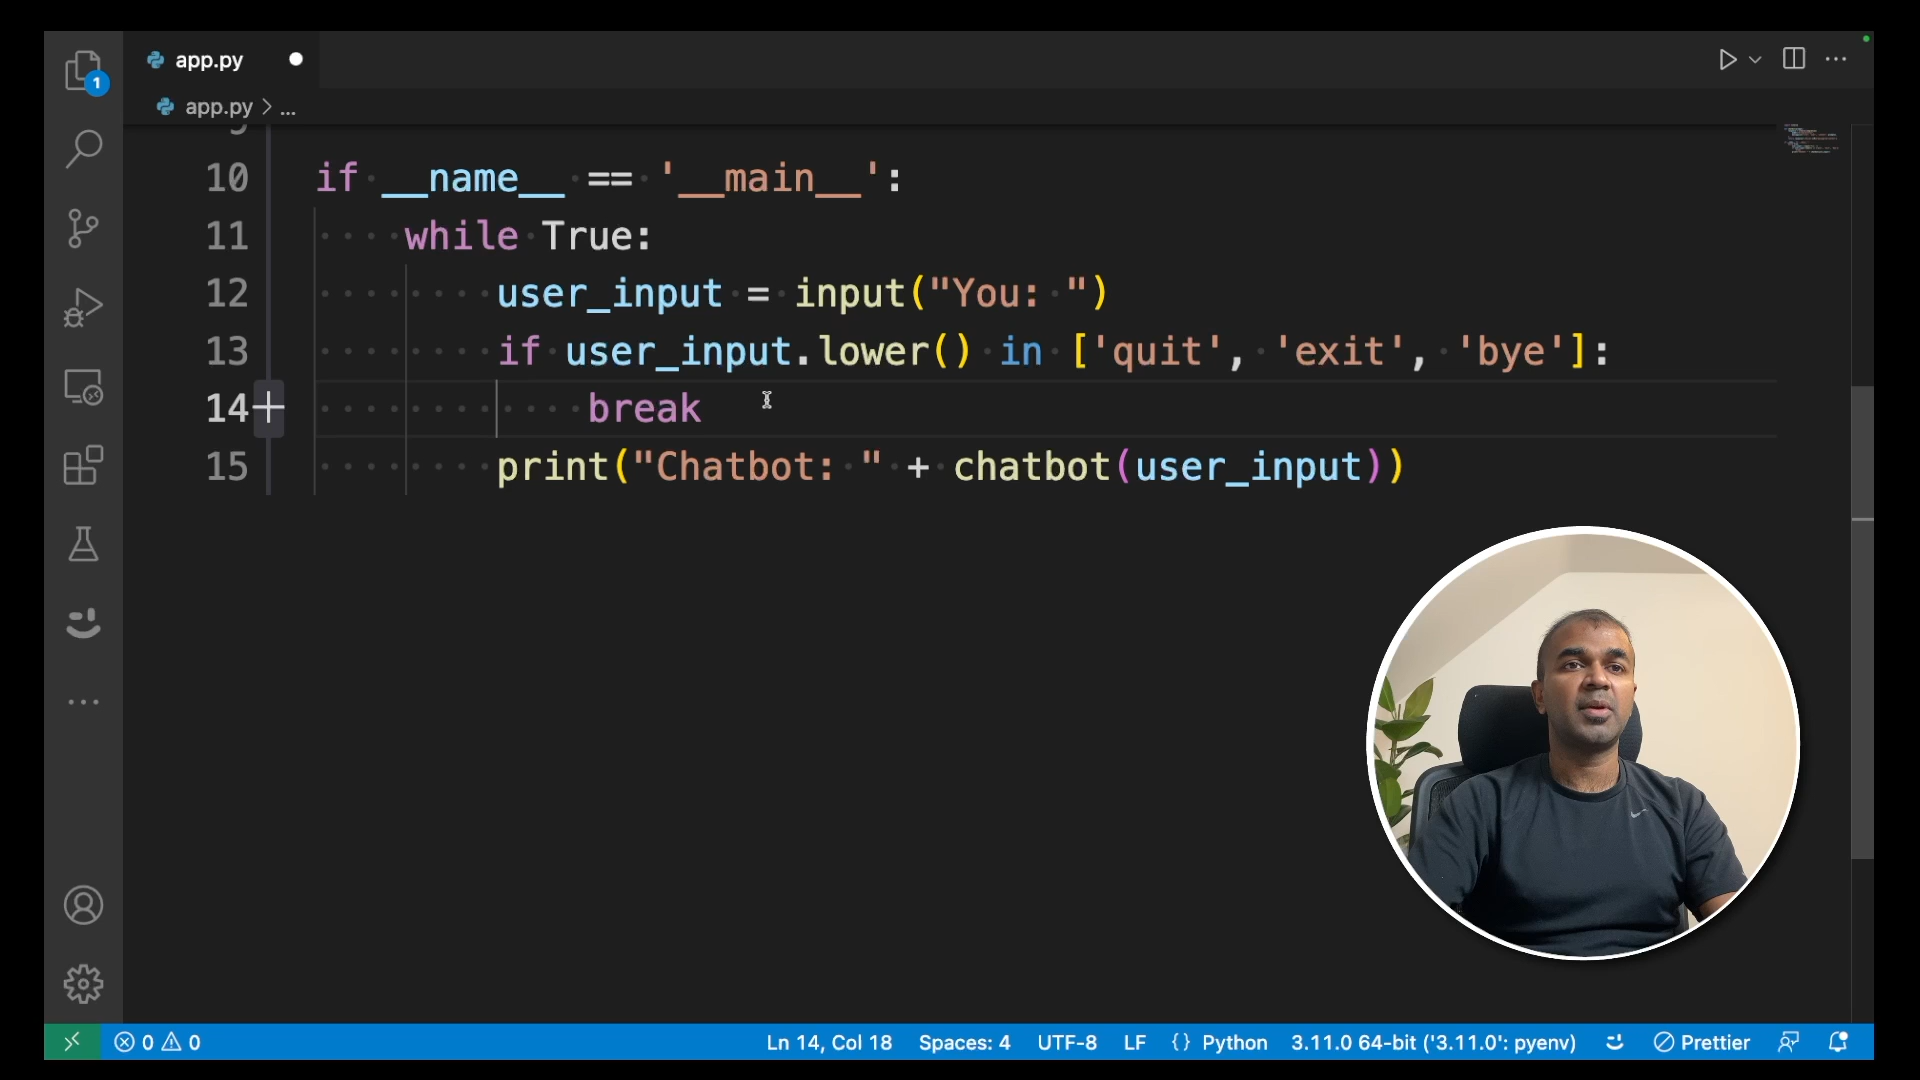 app.py
1
app.py > ...
9
10 if __name__ == '__main__':
11 while True:
12 user_input = input("You: ")
13 if user_input.lower() in ['quit', 'exit', 'bye']:
14 break
15 print("Chatbot: " + chatbot(user_input))
0 0 Ln 14, Col 18 Spaces: 4 UTF-8 LF {} Python 3.11.0 64-bit ('3.11.0': pyenv) Prettier